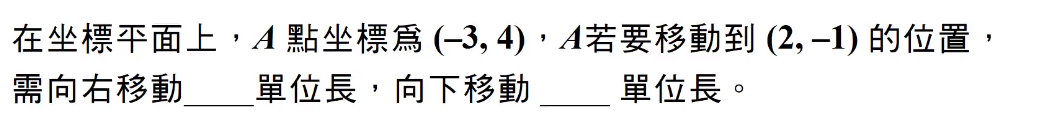 在坐標平面上，A 點坐標為 (–3, 4)，A若要移動到 (2, –1) 的位置，
需向右移動____單位長，向下移動 ____ 單位長。